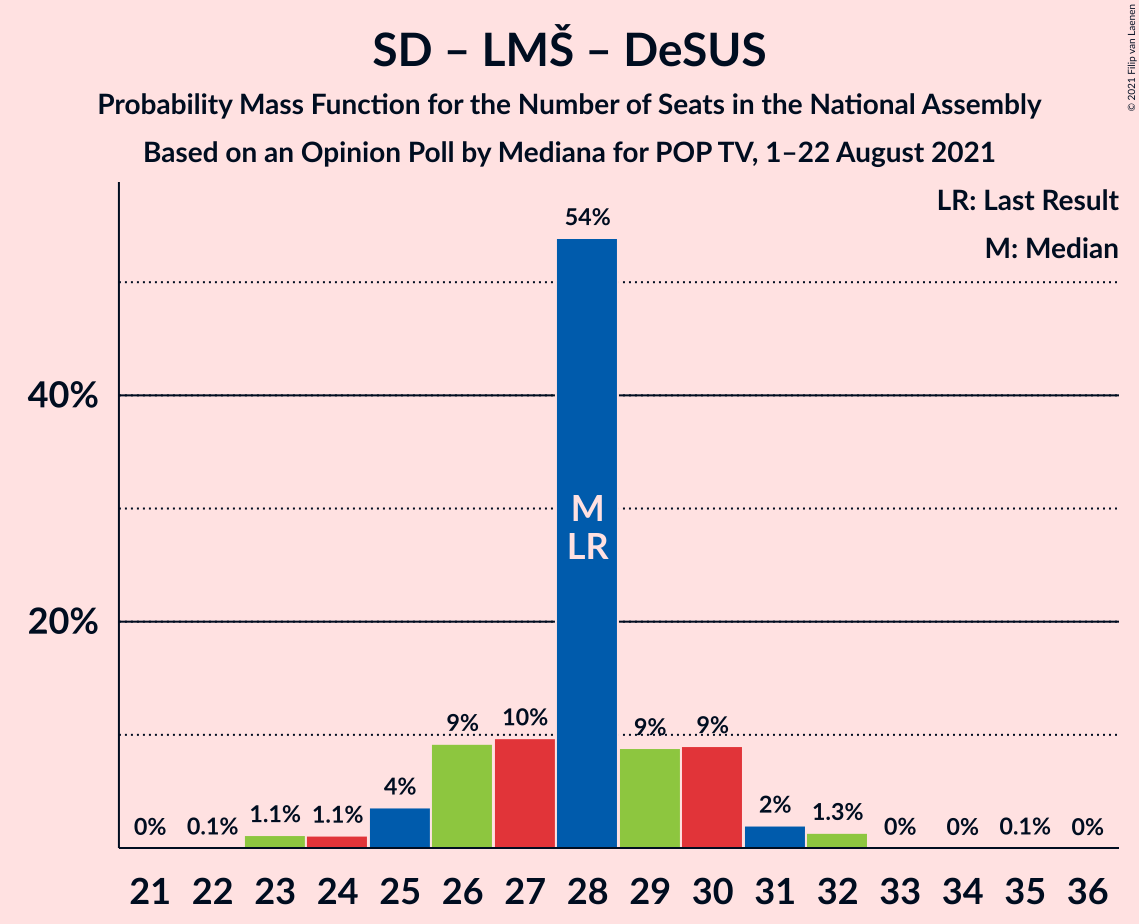 SD – LMŠ – DeSUS
Probability Mass Function for the Number of Seats in the National Assembly
Based on an Opinion Poll by Mediana for POP TV, 1–22 August 2021
© 2021 Filip van Laenen
LR: Last Result
M: Median
54%
40%
20%
M
LR
0%
0.1%
1.1%
1.1%
4%
9%
10%
9%
9%
2%
1.3%
0%
0%
0.1%
0%
21 22 23 24 25 26 27 28 29 30 31 32 33 34 35 36